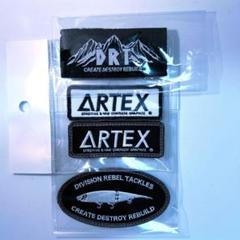 DRT
CREATE DESTROY REBUILD
ARTEX
ARTEX
DIVISION REBEL TACKLES
CREATE DESTROY REBUILD